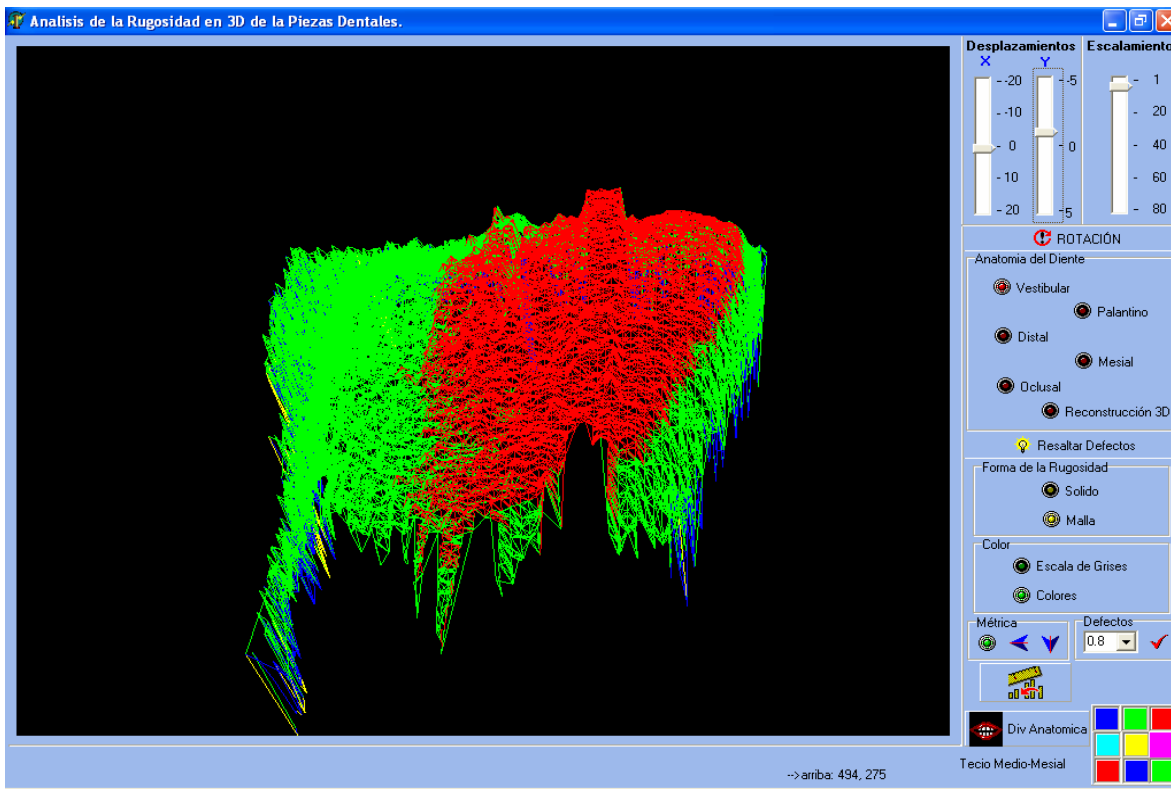 Analisis de la Rugosidad en 3D de la Piezas Dentales.
Desplazamientos Escalamiento
X Y
--20 -5 1
-10 20
0 0 40
10 60
20 5 80
ROTACIÓN
Anatomia del Diente
Vestibular
Palantino
Distal
Mesial
Oclusal
Reconstrucción 3D
Resaltar Defectos
Forma de la Rugosidad
Solido
Malla
Color
Escala de Grises
Colores
Métrica Defectos
0.8
Div Anatomica
Tecio Medio-Mesial
-->arriba: 494, 275